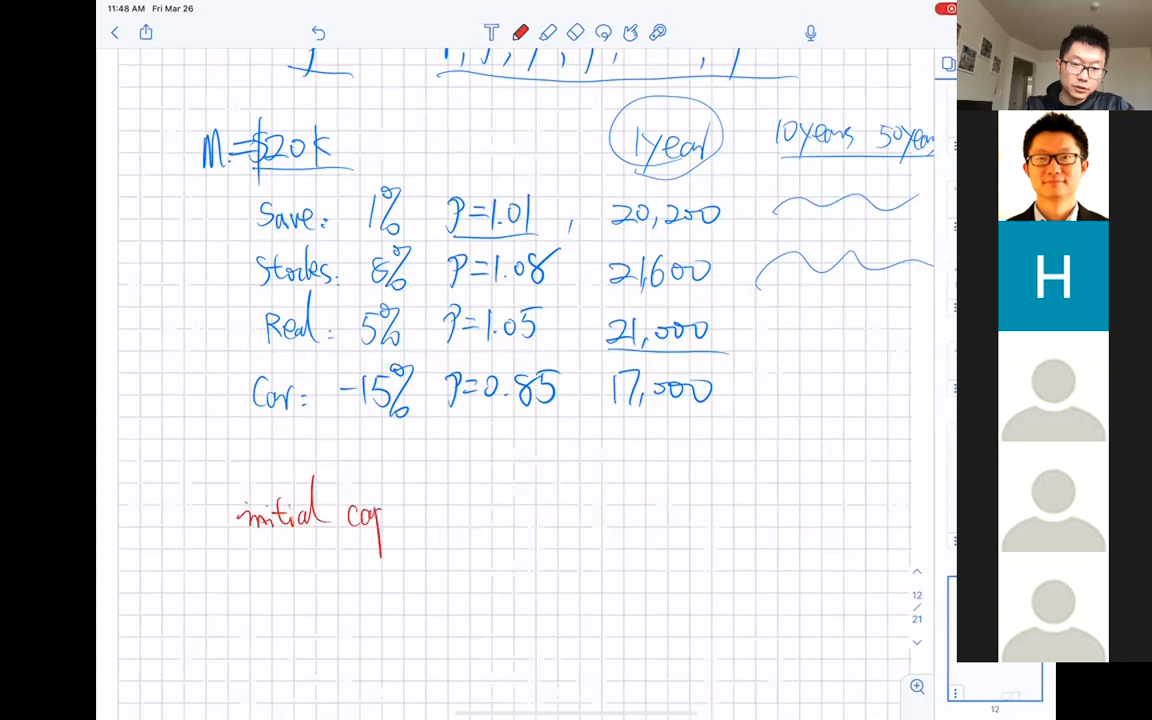 11:48 AM Fri Mar 26
M = $20k
1 year 10 years 50 year
Save: 1% P=1.01 , 20,200
Stocks: 8% P=1.08 21,600
Real: 5% P=1.05 21,000
Car: -15% P=0.85 17,000
initial cap
H
12
/
21
12